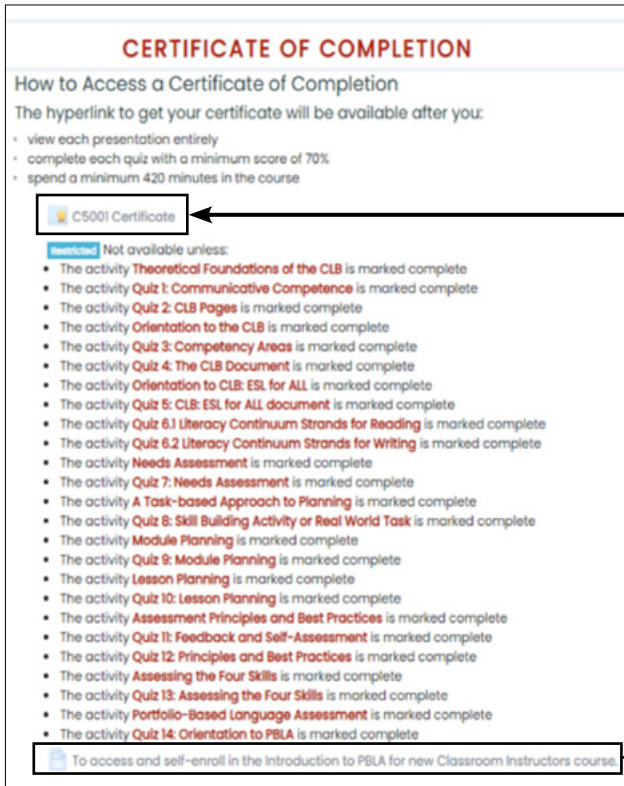 CERTIFICATE OF COMPLETION
How to Access a Certificate of Completion
The hyperlink to get your certificate will be available after you:
view each presentation entirely
complete each quiz with a minimum score of 70%
spend a minimum 420 minutes in the course
C5001 Certificate
Restricted Not available unless:
The activity Theoretical Foundations of the CLB is marked complete
The activity Quiz 1: Communicative Competence is marked complete
The activity Quiz 2: CLB Pages is marked complete
The activity Orientation to the CLB is marked complete
The activity Quiz 3: Competency Areas is marked complete
The activity Quiz 4: The CLB Document is marked complete
The activity Orientation to CLB: ESL for ALL is marked complete
The activity Quiz 5: CLB: ESL for ALL document is marked complete
The activity Quiz 6.1 Literacy Continuum Strands for Reading is marked complete
The activity Quiz 6.2 Literacy Continuum Strands for Writing is marked complete
The activity Needs Assessment is marked complete
The activity Quiz 7: Needs Assessment is marked complete
The activity A Task-based Approach to Planning is marked complete
The activity Quiz 8: Skill Building Activity or Real World Task is marked complete
The activity Module Planning is marked complete
The activity Quiz 9: Module Planning is marked complete
The activity Lesson Planning is marked complete
The activity Quiz 10: Lesson Planning is marked complete
The activity Assessment Principles and Best Practices is marked complete
The activity Quiz 11: Feedback and Self-Assessment is marked complete
The activity Quiz 12: Principles and Best Practices is marked complete
The activity Assessing the Four Skills is marked complete
The activity Quiz 13: Assessing the Four Skills is marked complete
The activity Portfolio-Based Language Assessment is marked complete
The activity Quiz 14: Orientation to PBLA is marked complete
To access and self-enroll in the Introduction to PBLA for new Classroom Instructors course.